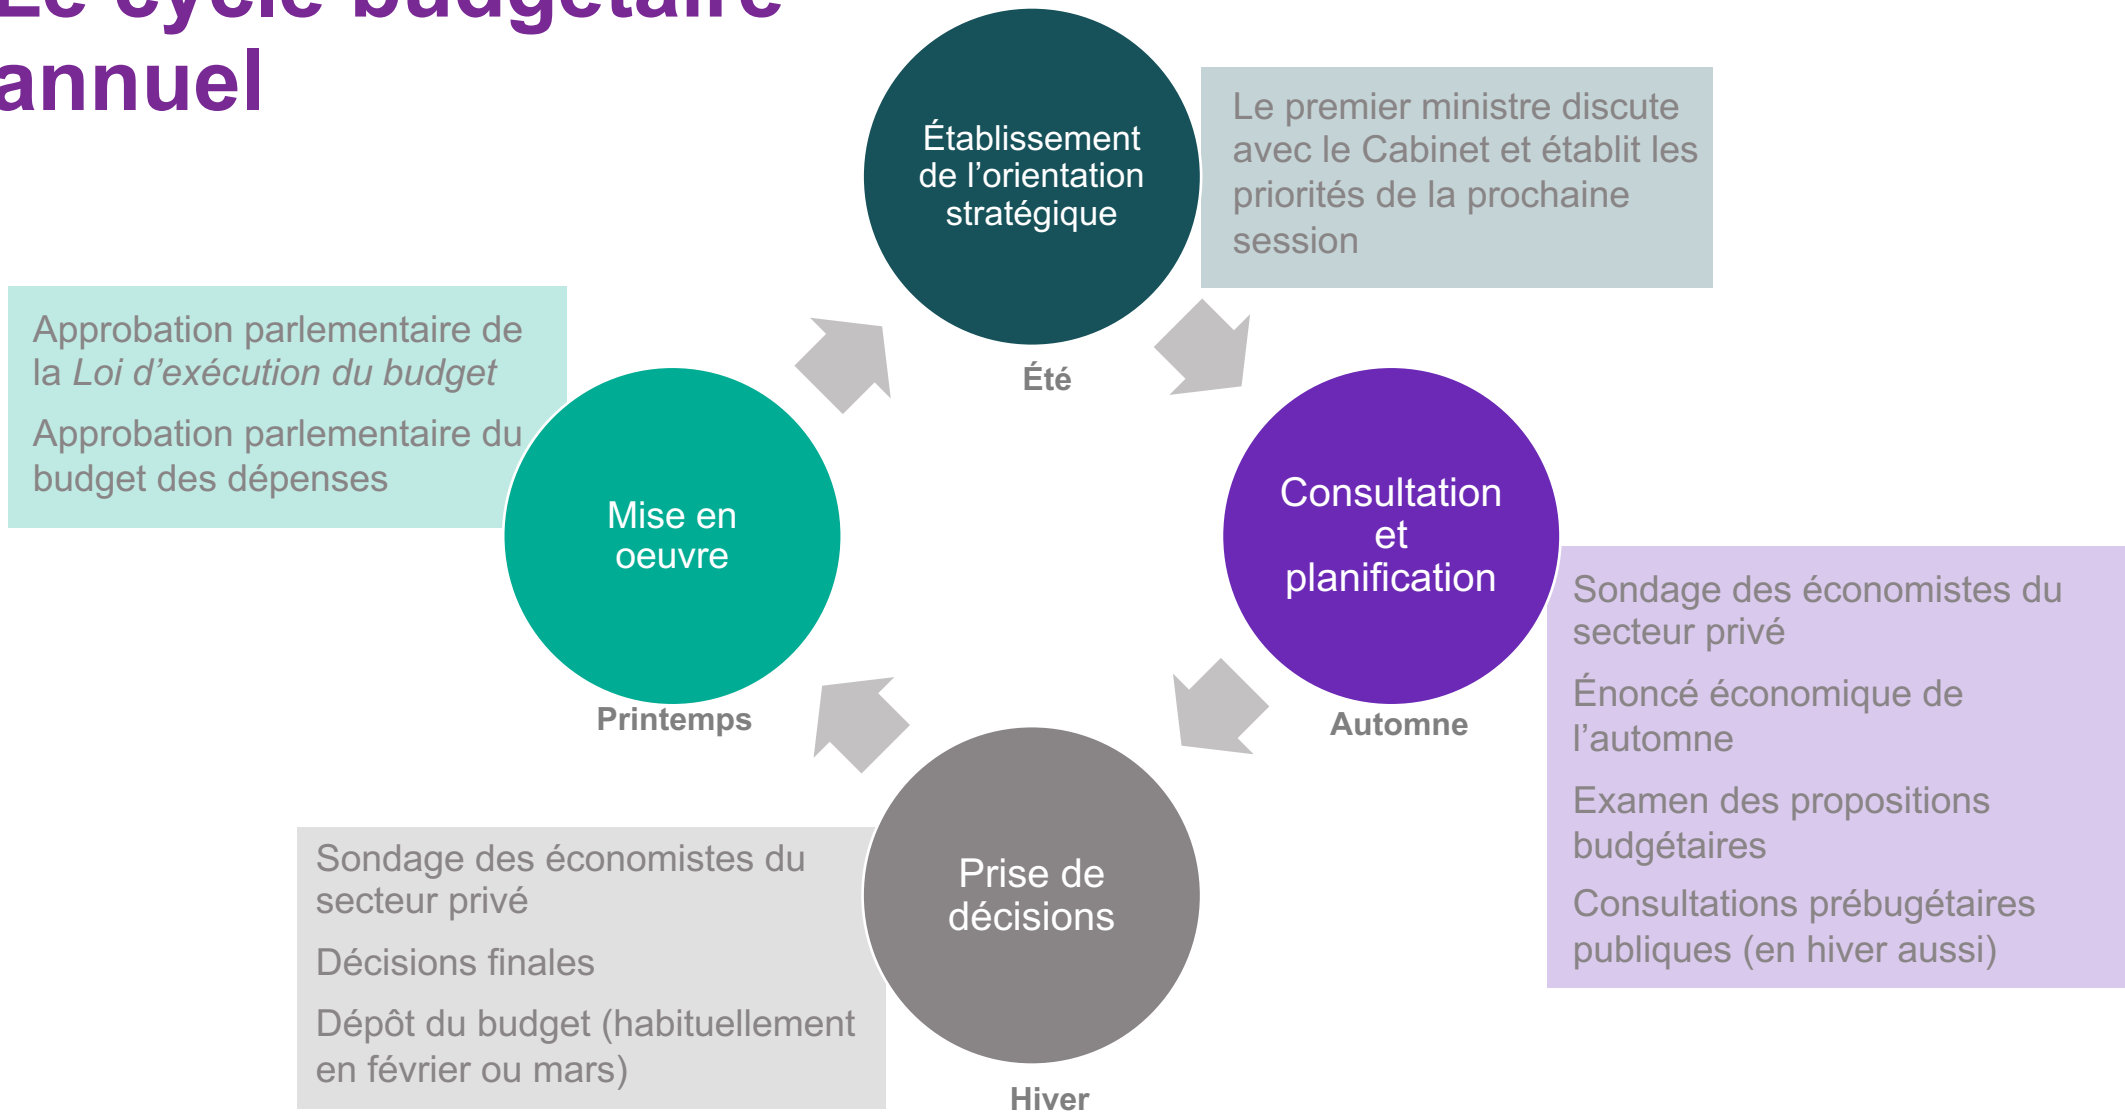 Le cycle budgétaire
annuel
Établissement
de l’orientation
stratégique
Été
Le premier ministre discute
avec le Cabinet et établit les
priorités de la prochaine
session
Consultation
et
planification
Automne
Sondage des économistes du
secteur privé
Énoncé économique de
l’automne
Examen des propositions
budgétaires
Consultations prébugétaires
publiques (en hiver aussi)
Prise de
décisions
Hiver
Sondage des économistes du
secteur privé
Décisions finales
Dépôt du budget (habituellement
en février ou mars)
Mise en
oeuvre
Printemps
Approbation parlementaire de
la Loi d’exécution du budget
Approbation parlementaire du
budget des dépenses